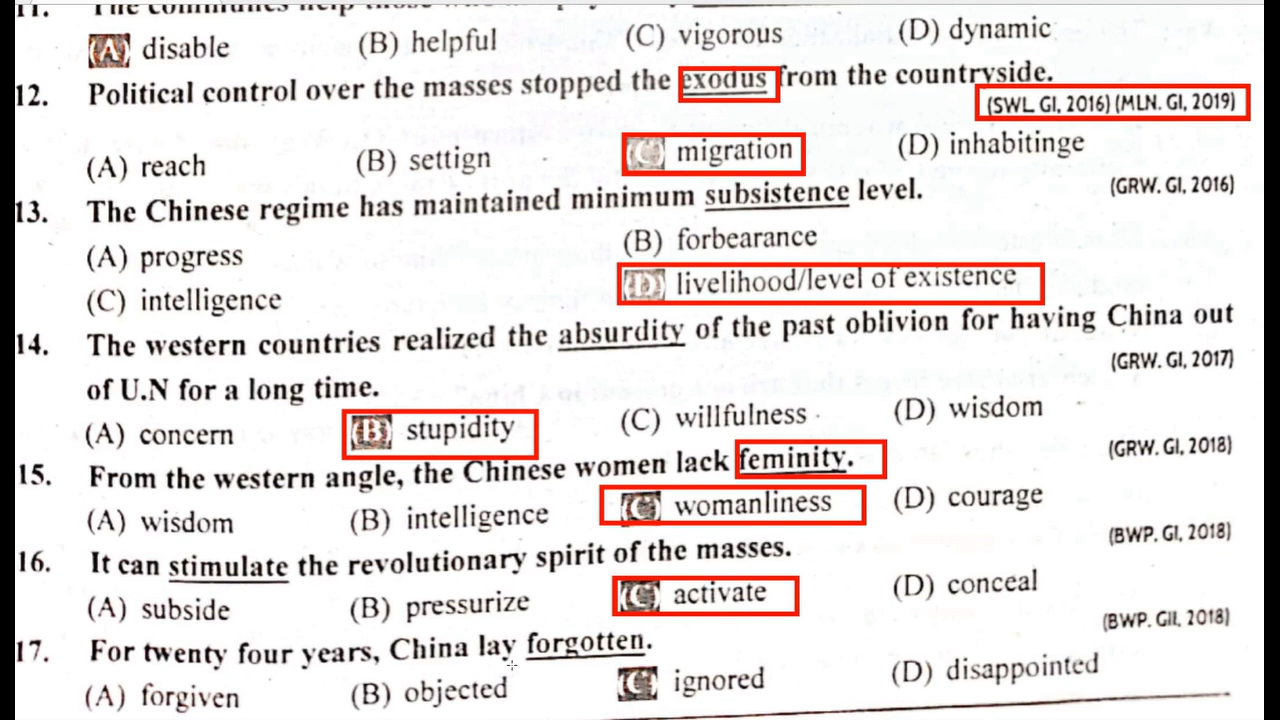 11. The communes help those
(A) disable (B) helpful (C) vigorous (D) dynamic
12. Political control over the masses stopped the exodus from the countryside.
(SWL. GI, 2016) (MLN. GI, 2019)
(A) reach (B) settign (C) migration (D) inhabitinge
13. The Chinese regime has maintained minimum subsistence level. (GRW. GI, 2016)
(A) progress (B) forbearance
(C) intelligence (D) livelihood/level of existence
14. The western countries realized the absurdity of the past oblivion for having China out
of U.N for a long time. (GRW. GI, 2017)
(A) concern (B) stupidity (C) willfulness (D) wisdom
15. From the western angle, the Chinese women lack feminity. (GRW. GI, 2018)
(A) wisdom (B) intelligence (C) womanliness (D) courage
16. It can stimulate the revolutionary spirit of the masses. (BWP. GI, 2018)
(A) subside (B) pressurize (C) activate (D) conceal
17. For twenty four years, China lay forgotten. (BWP. GII, 2018)
(A) forgiven (B) objected (C) ignored (D) disappointed